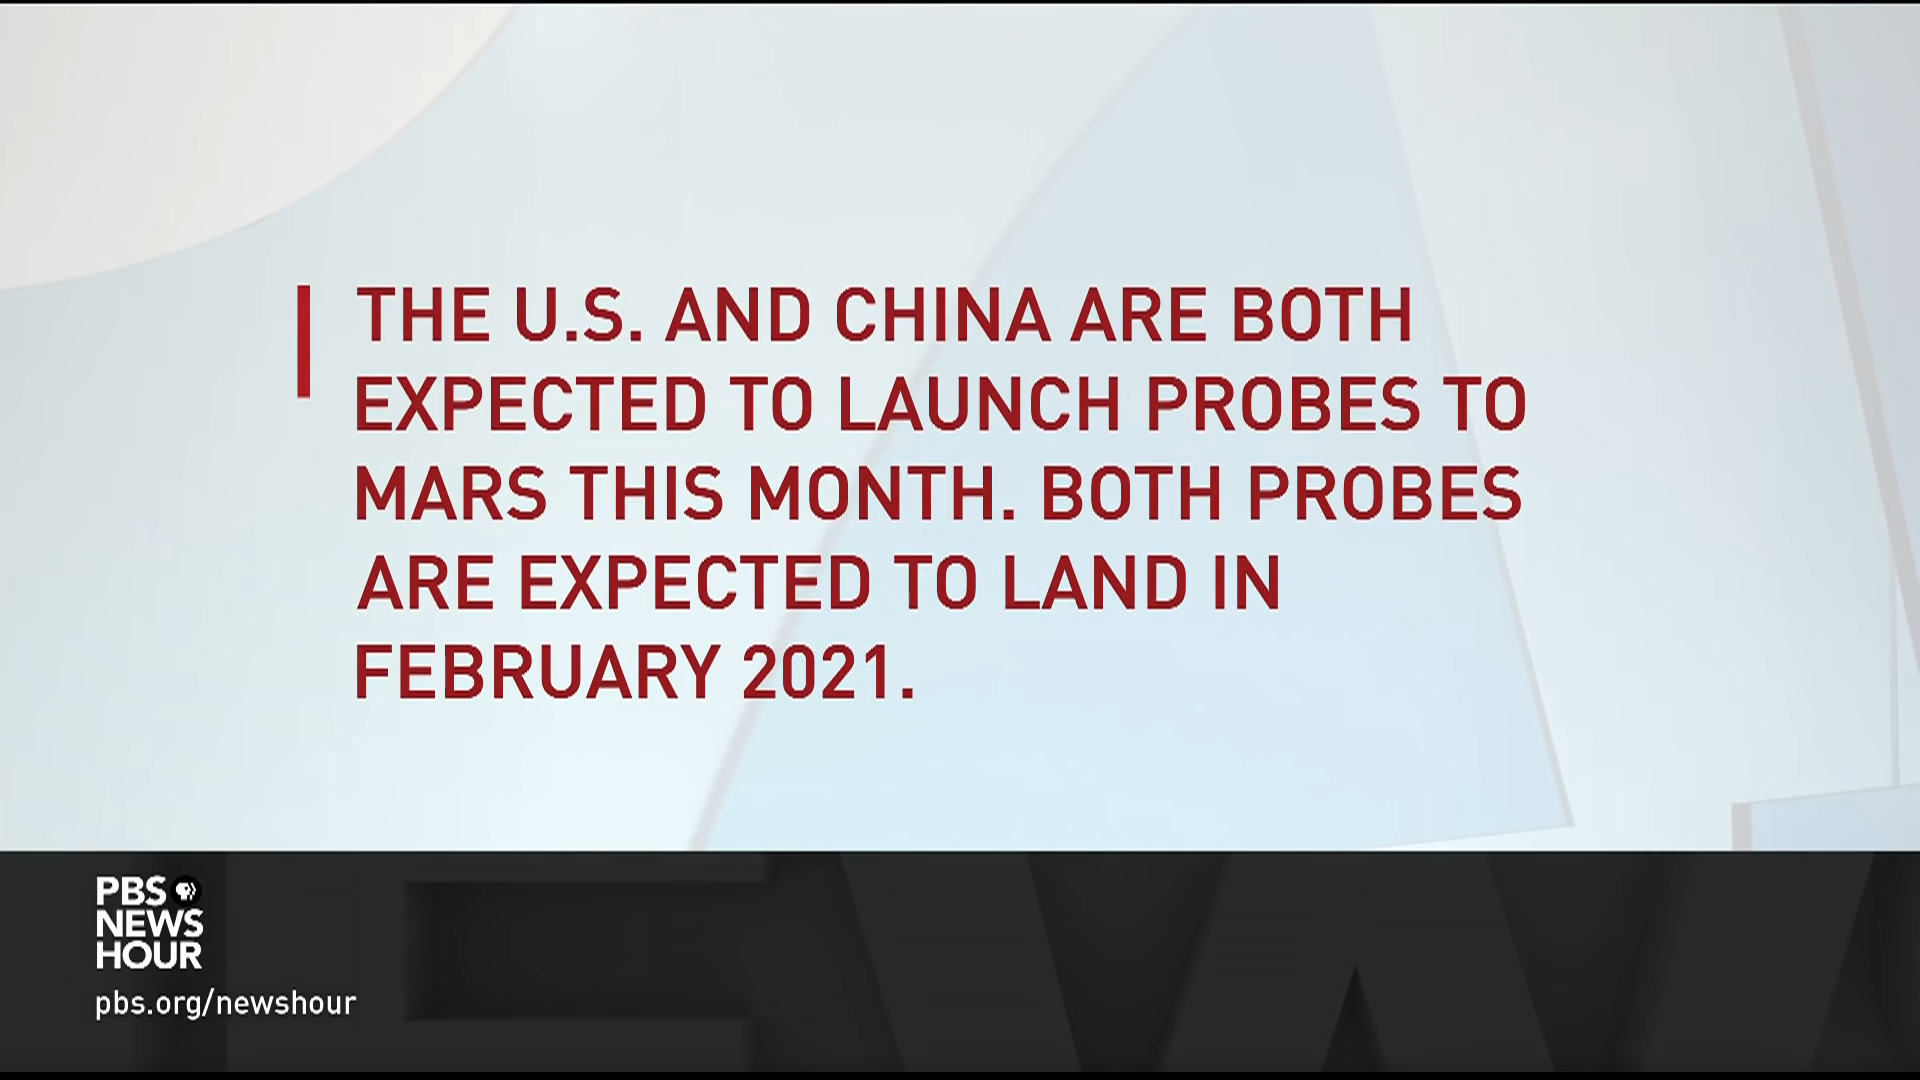 THE U.S. AND CHINA ARE BOTH
EXPECTED TO LAUNCH PROBES TO
MARS THIS MONTH. BOTH PROBES
ARE EXPECTED TO LAND IN
FEBRUARY 2021.
PBS
NEWS
HOUR
pbs.org/newshour